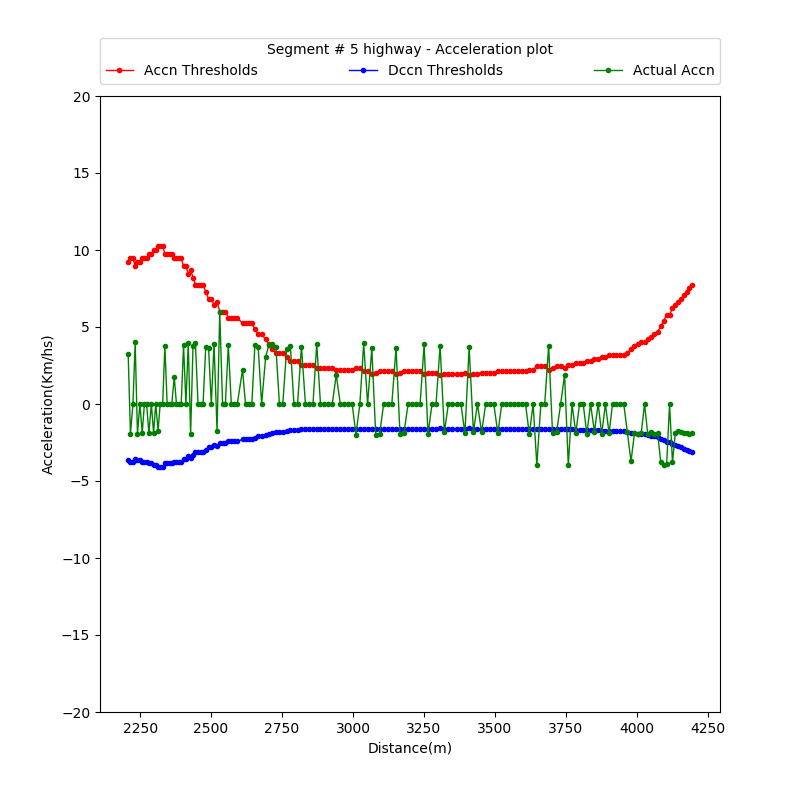 Segment # 5 highway - Acceleration plot
Accn Thresholds Dccn Thresholds Actual Accn
20
15
10
5
0
−5
−10
−15
−20
Acceleration(Km/hs)
2250 2500 2750 3000 3250 3500 3750 4000 4250
Distance(m)